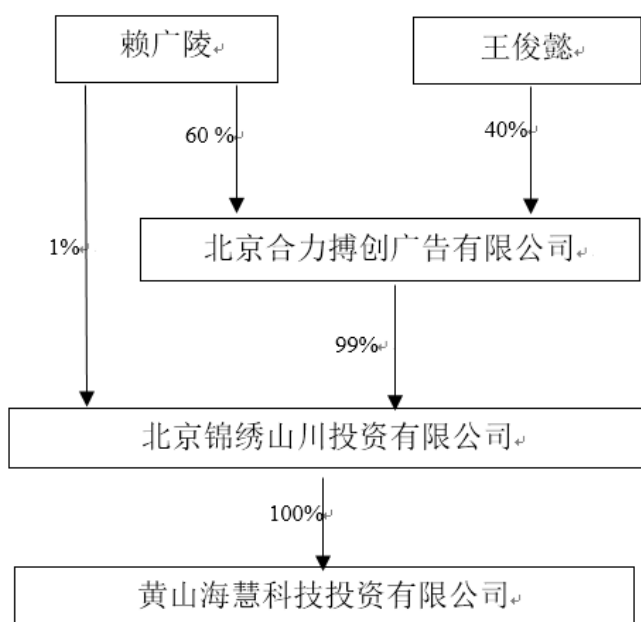 赖广陵
王俊懿
60 %
40%
北京合力搏创广告有限公司
1%
99%
北京锦绣山川投资有限公司
100%
黄山海慧科技投资有限公司